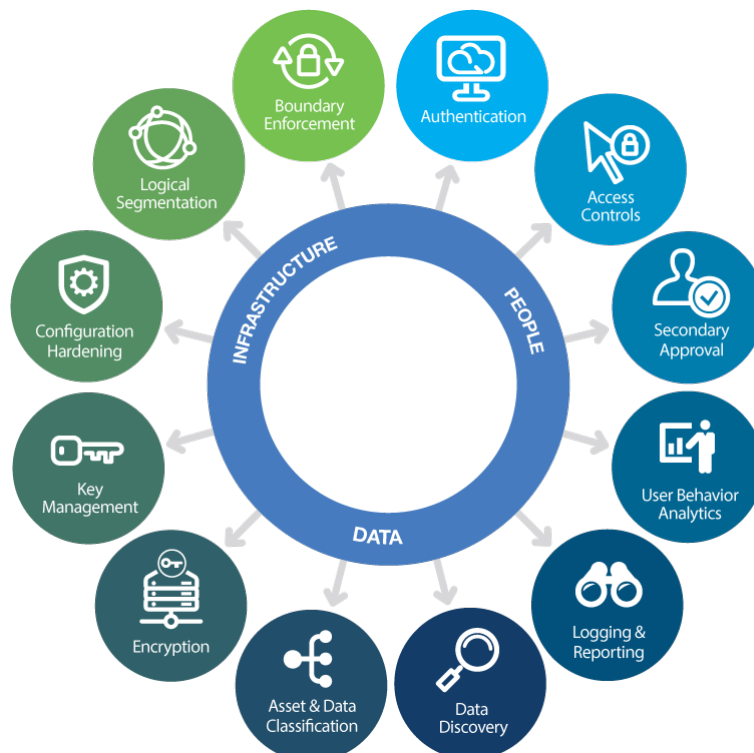 Boundary
Enforcement
Authentication
Access
Controls
Secondary
Approval
User Behavior
Analytics
Logging &
Reporting
Data
Discovery
Asset & Data
Classification
Encryption
Key
Management
Configuration
Hardening
Logical
Segmentation
INFRASTRUCTURE
PEOPLE
DATA